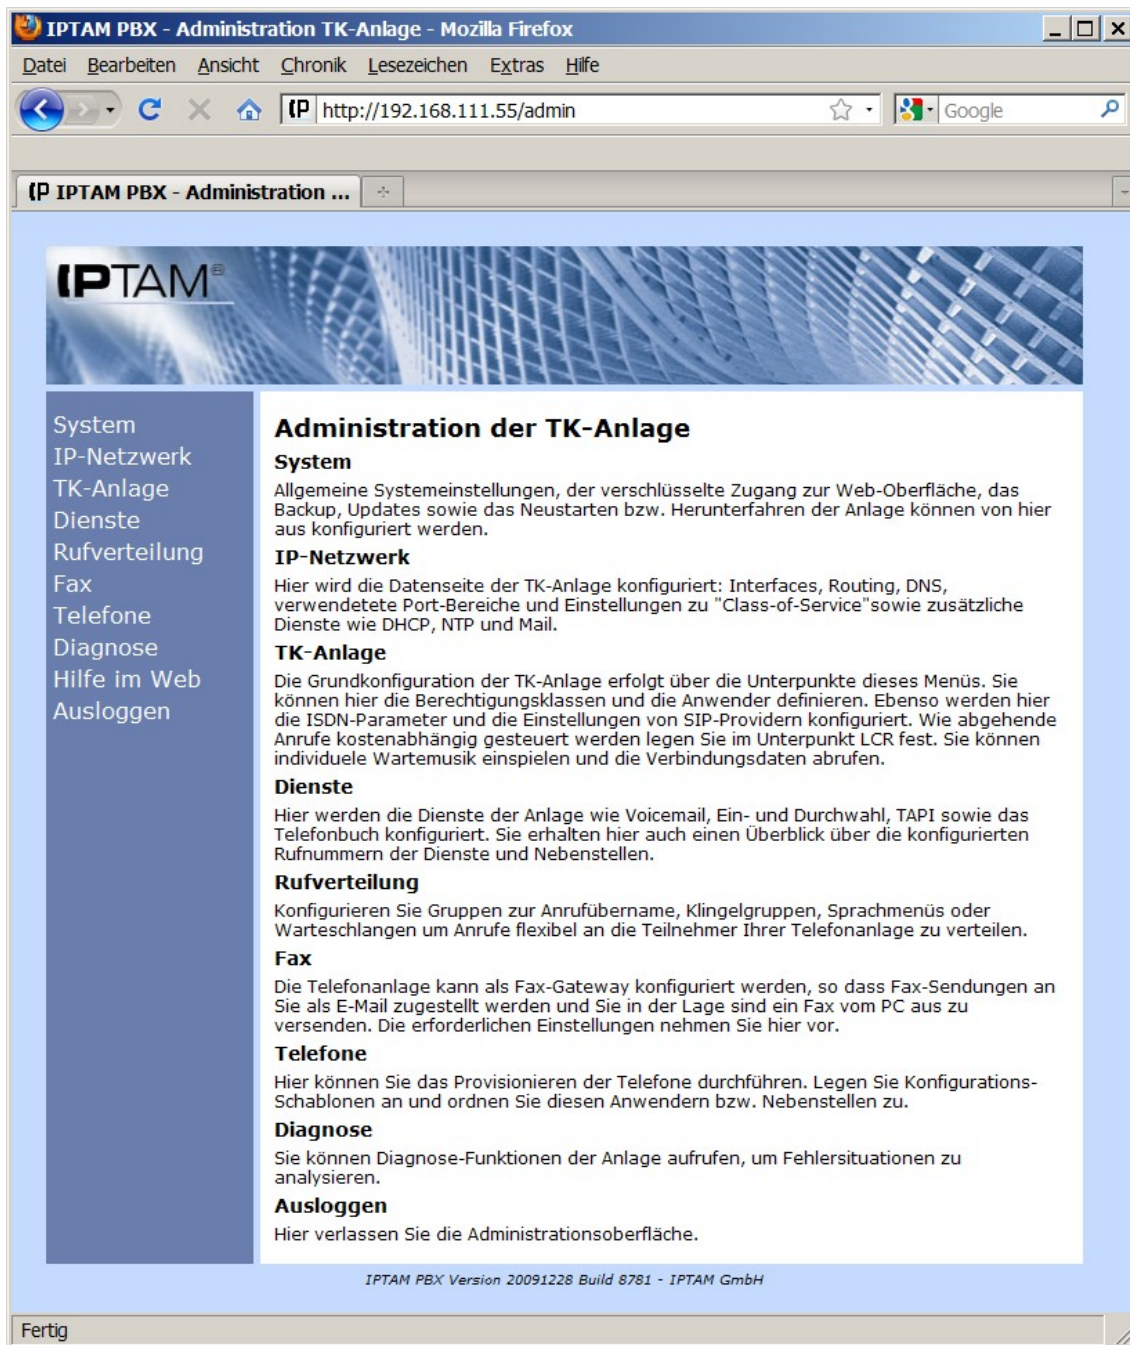 IPTAM PBX - Administration TK-Anlage - Mozilla Firefox
Datei Bearbeiten Ansicht Chronik Lesezeichen Extras Hilfe
(P http://192.168.111.55/admin Google
(P IPTAM PBX - Administration ...
IPTAM®
System
IP-Netzwerk
TK-Anlage
Dienste
Rufverteilung
Fax
Telefone
Diagnose
Hilfe im Web
Ausloggen
Administration der TK-Anlage
System
Allgemeine Systemeinstellungen, der verschlüsselte Zugang zur Web-Oberfläche, das
Backup, Updates sowie das Neustarten bzw. Herunterfahren der Anlage können von hier
aus konfiguriert werden.
IP-Netzwerk
Hier wird die Datenseite der TK-Anlage konfiguriert: Interfaces, Routing, DNS,
verwendetete Port-Bereiche und Einstellungen zu "Class-of-Service"sowie zusätzliche
Dienste wie DHCP, NTP und Mail.
TK-Anlage
Die Grundkonfiguration der TK-Anlage erfolgt über die Unterpunkte dieses Menüs. Sie
können hier die Berechtigungsklassen und die Anwender definieren. Ebenso werden hier
die ISDN-Parameter und die Einstellungen von SIP-Providern konfiguriert. Wie abgehende
Anrufe kostenabhängig gesteuert werden legen Sie im Unterpunkt LCR fest. Sie können
individuele Wartemusik einspielen und die Verbindungsdaten abrufen.
Dienste
Hier werden die Dienste der Anlage wie Voicemail, Ein- und Durchwahl, TAPI sowie das
Telefonbuch konfiguriert. Sie erhalten hier auch einen Überblick über die konfigurierten
Rufnummern der Dienste und Nebenstellen.
Rufverteilung
Konfigurieren Sie Gruppen zur Anrufübername, Klingelgruppen, Sprachmenüs oder
Warteschlangen um Anrufe flexibel an die Teilnehmer Ihrer Telefonanlage zu verteilen.
Fax
Die Telefonanlage kann als Fax-Gateway konfiguriert werden, so dass Fax-Sendungen an
Sie als E-Mail zugestellt werden und Sie in der Lage sind ein Fax vom PC aus zu
versenden. Die erforderlichen Einstellungen nehmen Sie hier vor.
Telefone
Hier können Sie das Provisionieren der Telefone durchführen. Legen Sie Konfigurations-
Schablonen an und ordnen Sie diesen Anwendern bzw. Nebenstellen zu.
Diagnose
Sie können Diagnose-Funktionen der Anlage aufrufen, um Fehlersituationen zu
analysieren.
Ausloggen
Hier verlassen Sie die Administrationsoberfläche.
IPTAM PBX Version 20091228 Build 8781 - IPTAM GmbH
Fertig